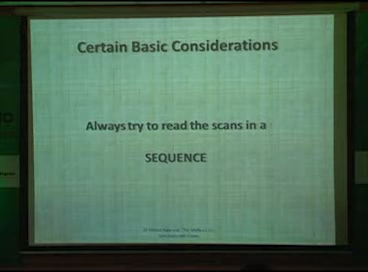 Certain Basic Considerations
Always try to read the scans in a
SEQUENCE